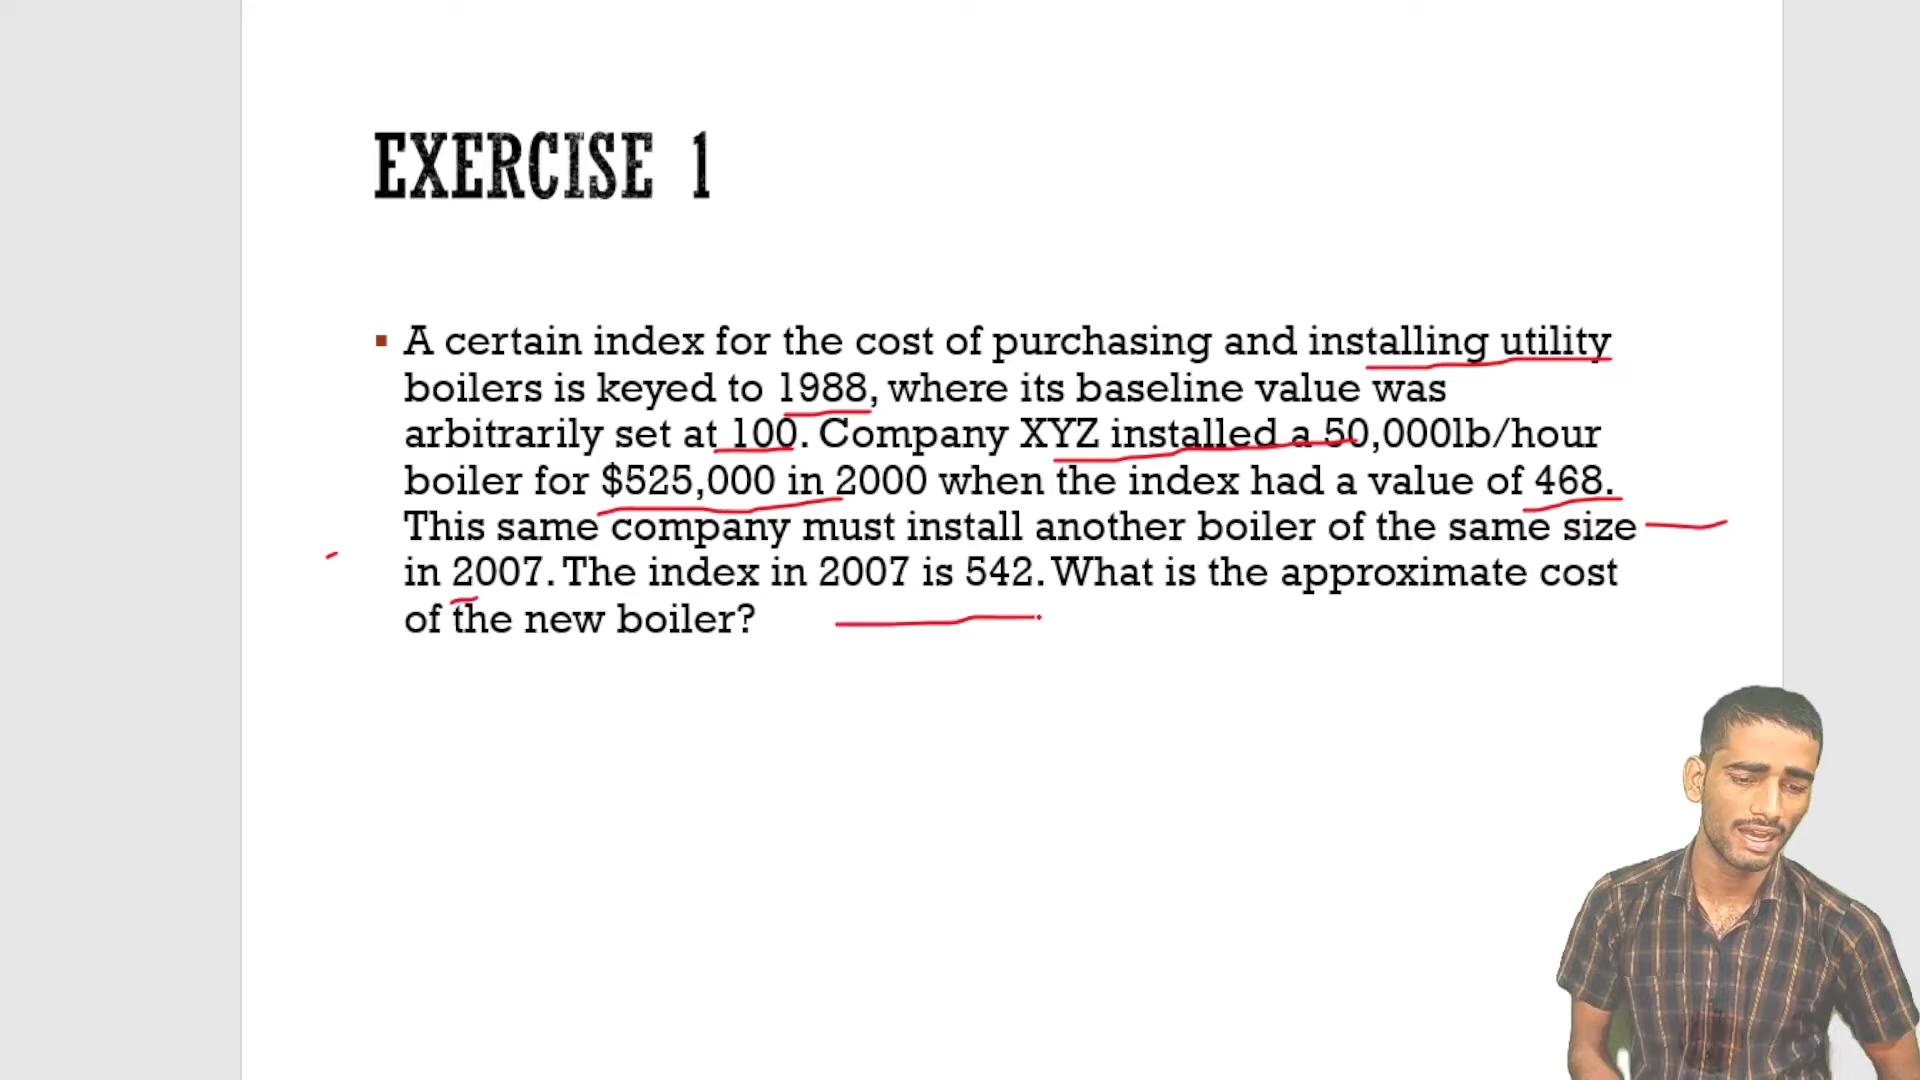 EXERCISE 1
▪ A certain index for the cost of purchasing and installing utility
boilers is keyed to 1988, where its baseline value was
arbitrarily set at 100. Company XYZ installed a 50,000lb/hour
boiler for $525,000 in 2000 when the index had a value of 468.
This same company must install another boiler of the same size
in 2007. The index in 2007 is 542. What is the approximate cost
of the new boiler?